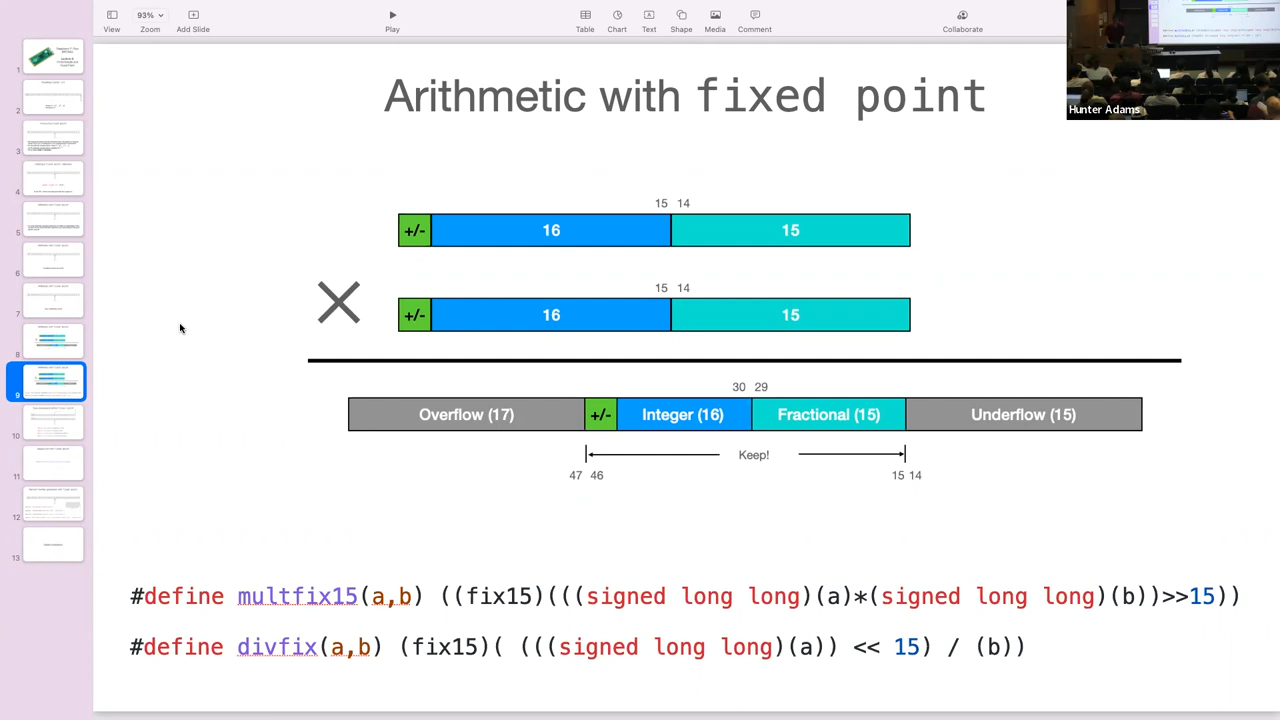 93%
View
Zoom
Add Slide
Play
Table
Chart
Text
Shape
Media
Comment
Collaborate
Hunter Adams
Arithmetic with fixed point
15 14
+/- 16 15
15 14
+/- 16 15
30 29
Overflow (17) +/- Integer (16) Fractional (15) Underflow (15)
Keep!
47 46 15 14
#define multfix15(a,b) ((fix15)(((signed long long)(a)*(signed long long)(b))>>15))
#define divfix(a,b) (fix15)( (((signed long long)(a)) << 15) / (b))
1
2
3
4
5
6
7
8
9
10
11
12
13